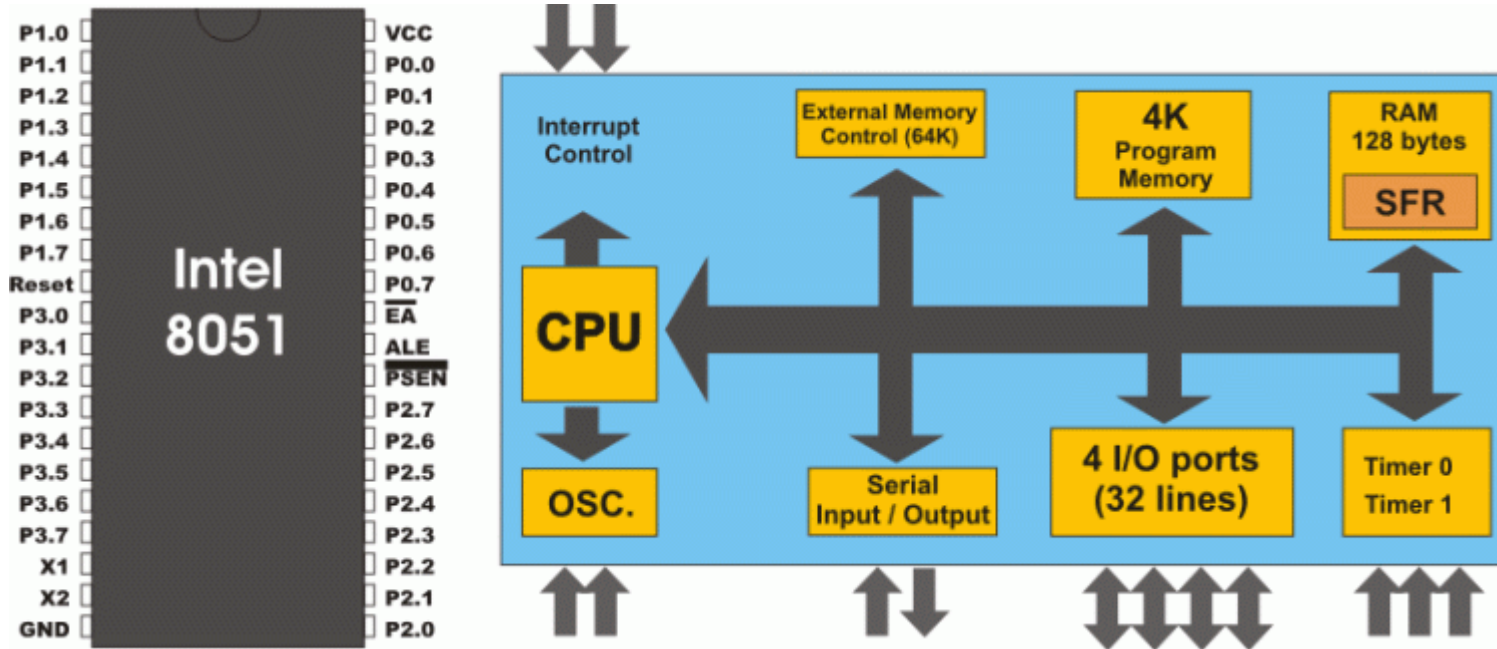 P1.0
P1.1
P1.2
P1.3
P1.4
P1.5
P1.6
P1.7
Reset
P3.0
P3.1
P3.2
P3.3
P3.4
P3.5
P3.6
P3.7
X1
X2
GND
Intel
8051
VCC
P0.0
P0.1
P0.2
P0.3
P0.4
P0.5
P0.6
P0.7
EA
ALE
PSEN
P2.7
P2.6
P2.5
P2.4
P2.3
P2.2
P2.1
P2.0
Interrupt
Control
External Memory
Control (64K)
4K
Program
Memory
RAM
128 bytes
SFR
CPU
OSC.
Serial
Input / Output
4 I/O ports
(32 lines)
Timer 0
Timer 1